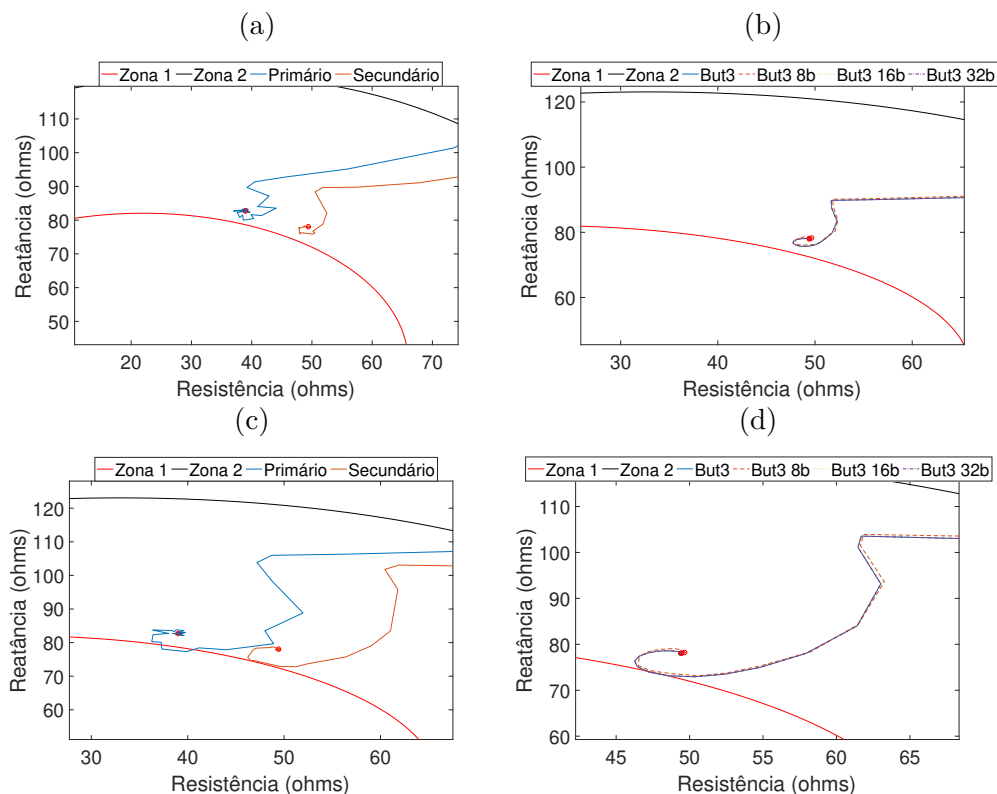 (a)
Zona 1 Zona 2 Primário Secundário
110
100
90
80
70
60
50
Reatância (ohms)
20 30 40 50 60 70
Resistência (ohms)
(b)
Zona 1 Zona 2 But3 But3 8b But3 16b But3 32b
120
100
80
60
Reatância (ohms)
30 40 50 60
Resistência (ohms)
(c)
Zona 1 Zona 2 Primário Secundário
120
110
100
90
80
70
60
Reatância (ohms)
30 40 50 60
Resistência (ohms)
(d)
Zona 1 Zona 2 But3 But3 8b But3 16b But3 32b
110
100
90
80
70
60
Reatância (ohms)
45 50 55 60 65
Resistência (ohms)